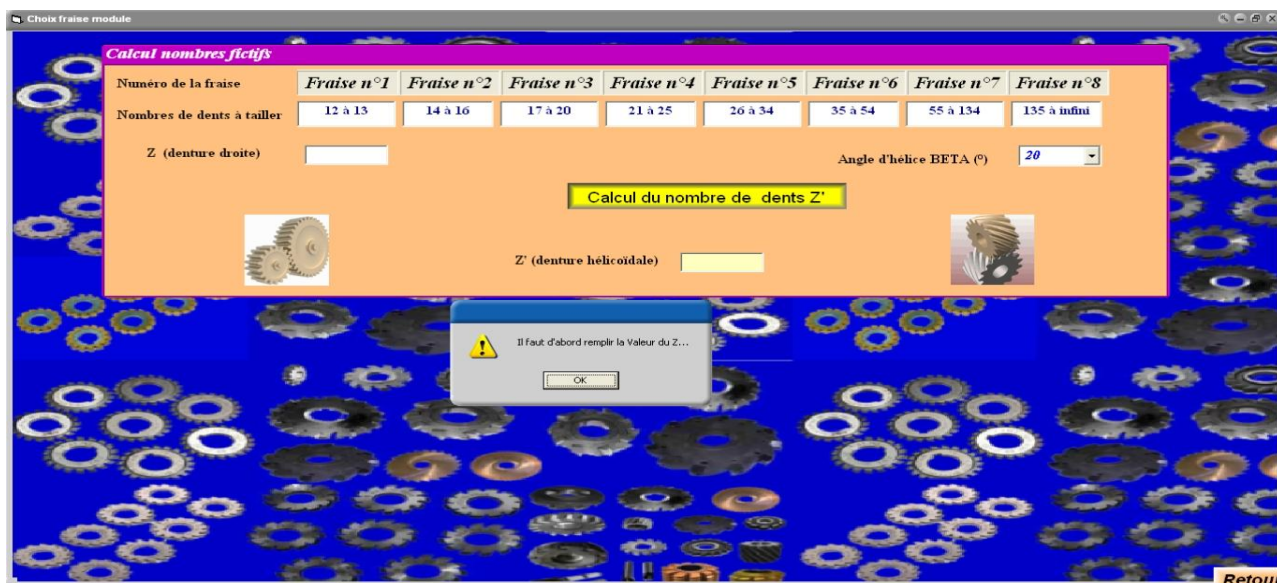 Choix fraise module
Calcul nombres fictifs
Numéro de la fraise Fraise n°1 Fraise n°2 Fraise n°3 Fraise n°4 Fraise n°5 Fraise n°6 Fraise n°7 Fraise n°8
Nombres de dents à tailler 12 à 13 14 à 16 17 à 20 21 à 25 26 à 34 35 à 54 55 à 134 135 à infini
Z (denture droite) Angle d'hélice BETA (°) 20
Calcul du nombre de dents Z'
Z' (denture hélicoïdale)
Il faut d'abord remplir la Valeur du Z...
OK
Retour